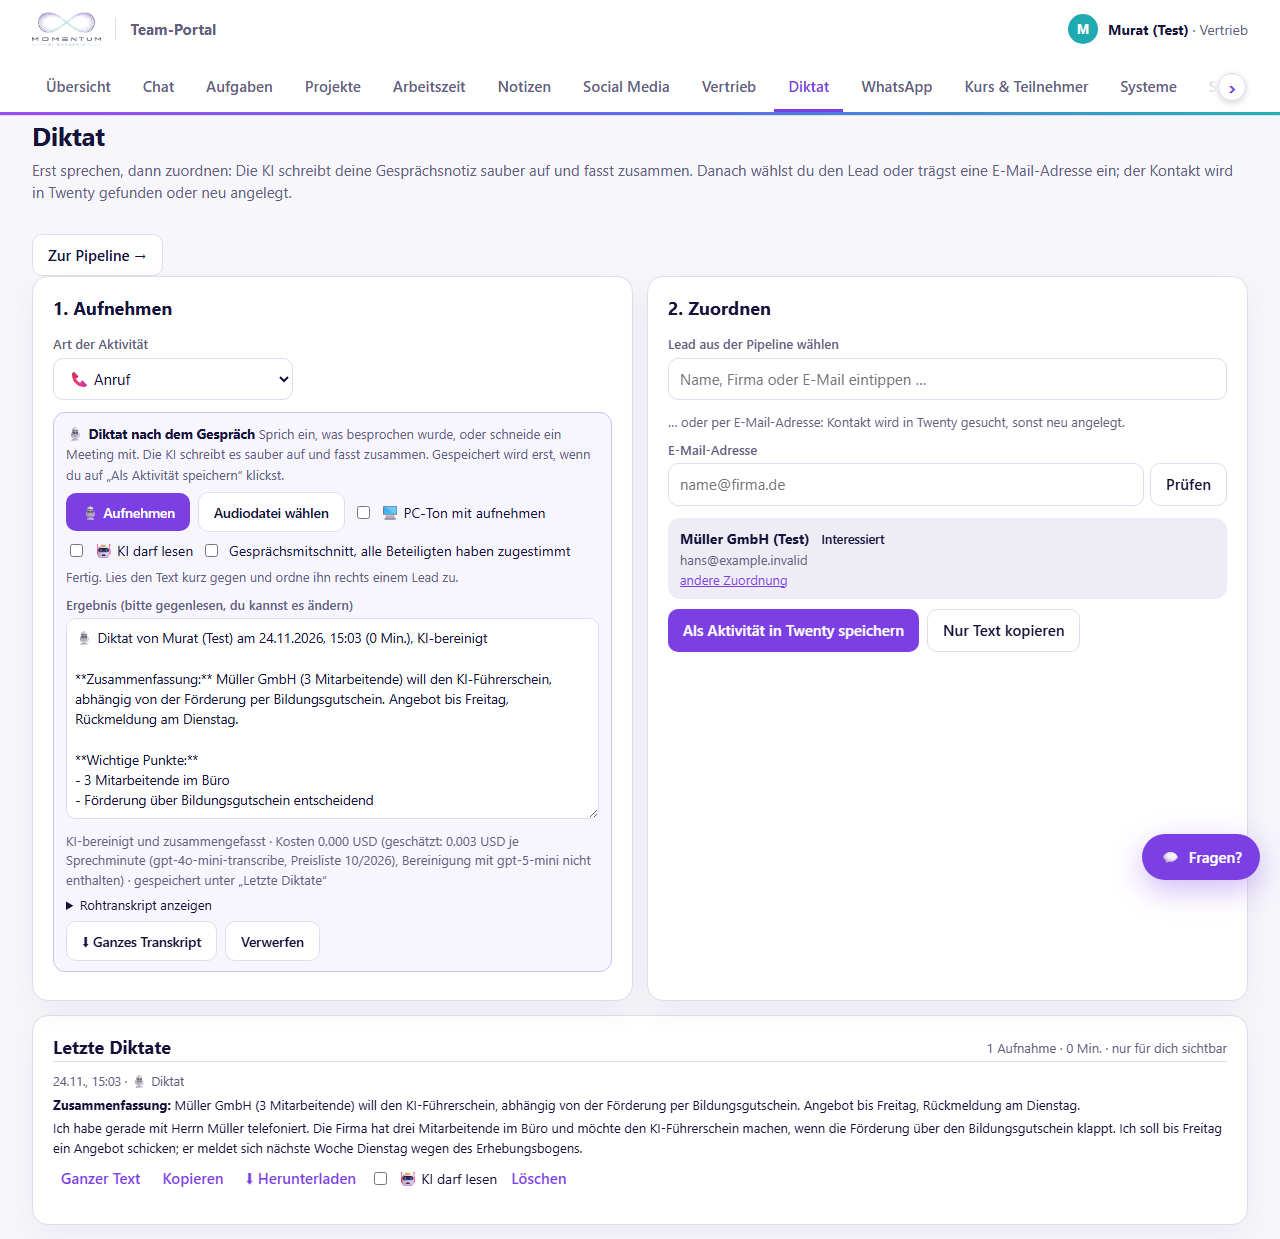 MOMENTUM
Team-Portal
M
Murat (Test) · Vertrieb
Übersicht
Chat
Aufgaben
Projekte
Arbeitszeit
Notizen
Social Media
Vertrieb
Diktat
WhatsApp
Kurs & Teilnehmer
Systeme
Diktat
Erst sprechen, dann zuordnen: Die KI schreibt deine Gesprächsnotiz sauber auf und fasst zusammen. Danach wählst du den Lead oder trägst eine E-Mail-Adresse ein; der Kontakt wird
in Twenty gefunden oder neu angelegt.
Zur Pipeline →
1. Aufnehmen
Art der Aktivität
Anruf
Diktat nach dem Gespräch Sprich ein, was besprochen wurde, oder schneide ein
Meeting mit. Die KI schreibt es sauber auf und fasst zusammen. Gespeichert wird erst, wenn
du auf „Als Aktivität speichern“ klickst.
Aufnehmen
Audiodatei wählen
PC-Ton mit aufnehmen
KI darf lesen
Gesprächsmitschnitt, alle Beteiligten haben zugestimmt
Fertig. Lies den Text kurz gegen und ordne ihn rechts einem Lead zu.
Ergebnis (bitte gegenlesen, du kannst es ändern)
Diktat von Murat (Test) am 24.11.2026, 15:03 (0 Min.), KI-bereinigt
**Zusammenfassung:** Müller GmbH (3 Mitarbeitende) will den KI-Führerschein,
abhängig von der Förderung per Bildungsgutschein. Angebot bis Freitag,
Rückmeldung am Dienstag.
**Wichtige Punkte:**
- 3 Mitarbeitende im Büro
- Förderung über Bildungsgutschein entscheidend
KI-bereinigt und zusammengefasst · Kosten 0.000 USD (geschätzt: 0.003 USD je
Sprechminute (gpt-4o-mini-transcribe, Preisliste 10/2026), Bereinigung mit gpt-5-mini nicht
enthalten) · gespeichert unter „Letzte Diktate“
Rohtranskript anzeigen
⬇ Ganzes Transkript
Verwerfen
2. Zuordnen
Lead aus der Pipeline wählen
Name, Firma oder E-Mail eintippen …
… oder per E-Mail-Adresse: Kontakt wird in Twenty gesucht, sonst neu angelegt.
E-Mail-Adresse
name@firma.de
Prüfen
Müller GmbH (Test) Interessiert
hans@example.invalid
andere Zuordnung
Als Aktivität in Twenty speichern
Nur Text kopieren
Fragen?
Letzte Diktate
1 Aufnahme · 0 Min. · nur für dich sichtbar
24.11., 15:03 · Diktat
Zusammenfassung: Müller GmbH (3 Mitarbeitende) will den KI-Führerschein, abhängig von der Förderung per Bildungsgutschein. Angebot bis Freitag, Rückmeldung am Dienstag.
Ich habe gerade mit Herrn Müller telefoniert. Die Firma hat drei Mitarbeitende im Büro und möchte den KI-Führerschein machen, wenn die Förderung über den Bildungsgutschein klappt. Ich soll bis Freitag
ein Angebot schicken; er meldet sich nächste Woche Dienstag wegen des Erhebungsbogens.
Ganzer Text
Kopieren
⬇ Herunterladen
KI darf lesen
Löschen